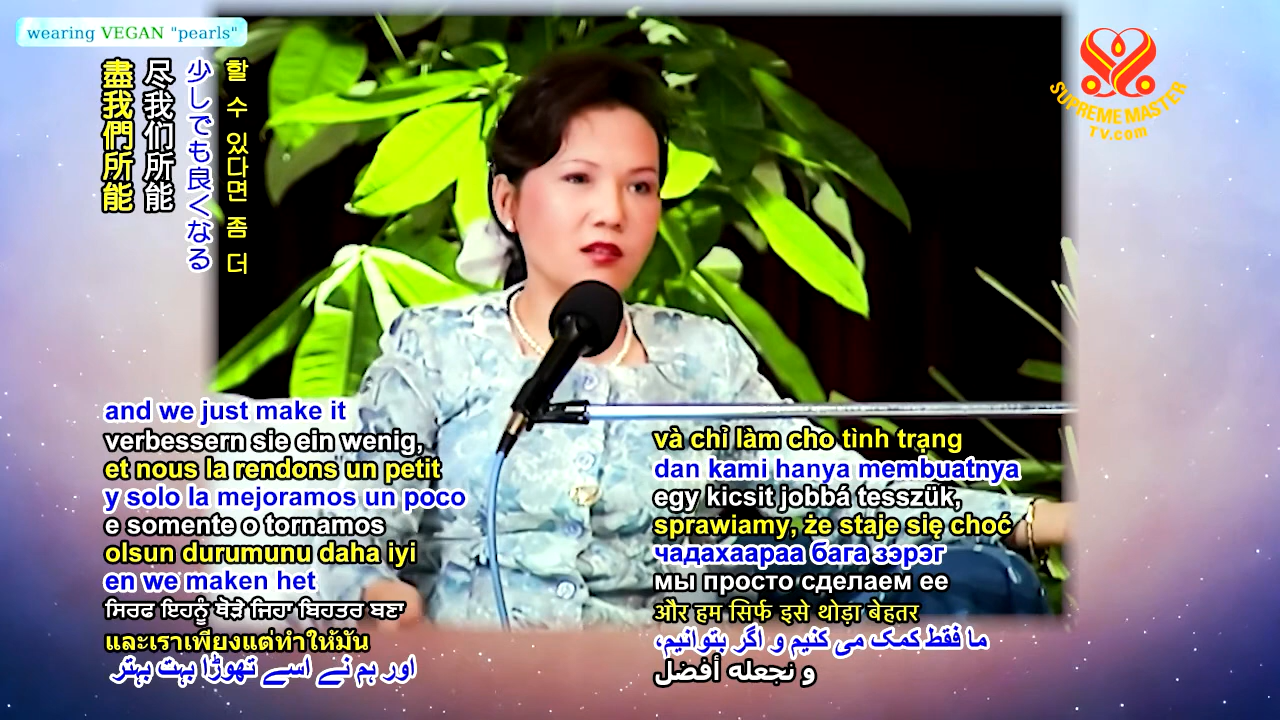 wearing VEGAN "pearls"
SUPREME MASTER
TV.com
盡我們所能
尽我们所能
少しでも良くなる
할 수 있다면 좀 더
and we just make it
verbessern sie ein wenig,
et nous la rendons un petit
y solo la mejoramos un poco
e somente o tornamos
olsun durumunu daha iyi
en we maken het
ਸਿਰਫ ਇਹਨੂੰ ਥੋੜੋ ਜਿਹਾ ਬਿਹਤਰ ਬਣਾ
และเราเพียงแต่ทำให้มัน
اور ہم نے اسے تھوڑا بہت بہتر
và chỉ làm cho tình trạng
dan kami hanya membuatnya
egy kicsit jobbá tesszük,
sprawiamy, że staje się choć
чадахаараа бага зэрэг
мы просто сделаем ее
और हम सिर्फ इसे थोड़ा बेहतर
ما فقط کمک می کنیم و اگر بتوانیم،
و نجعله أفضل